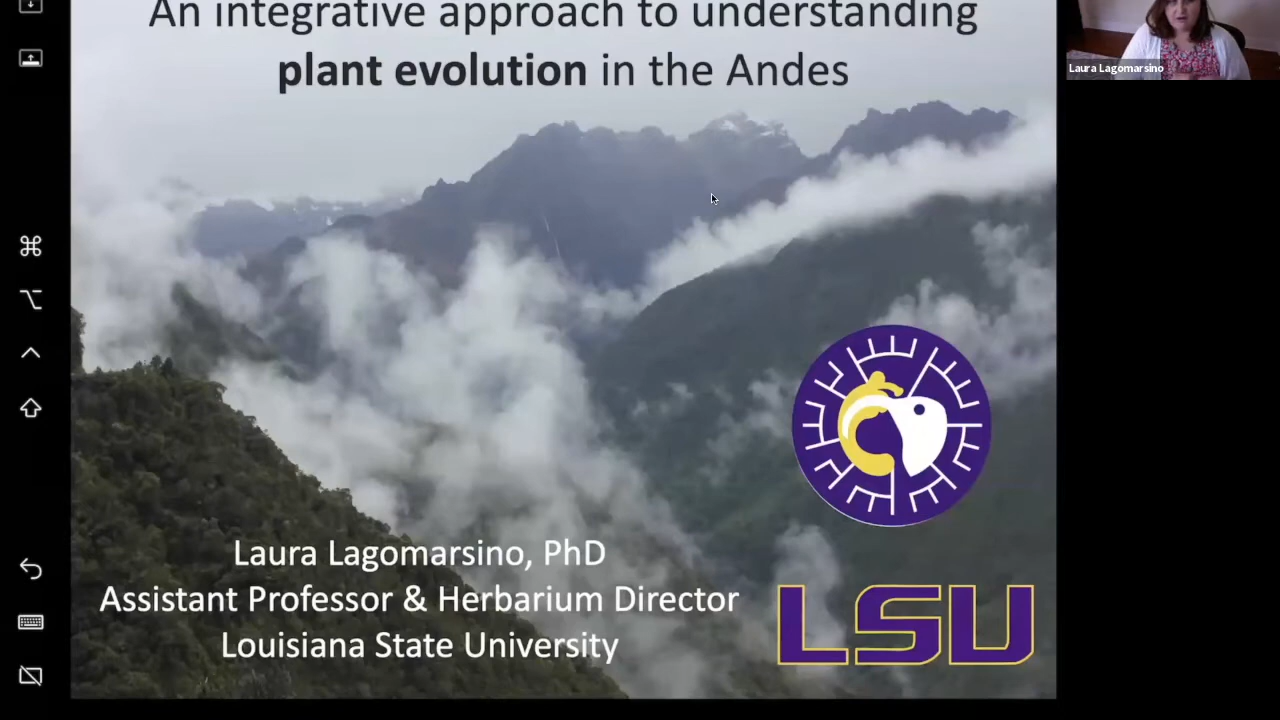 An integrative approach to understanding
plant evolution in the Andes
Laura Lagomarsino
Laura Lagomarsino, PhD
Assistant Professor & Herbarium Director
Louisiana State University
LSU